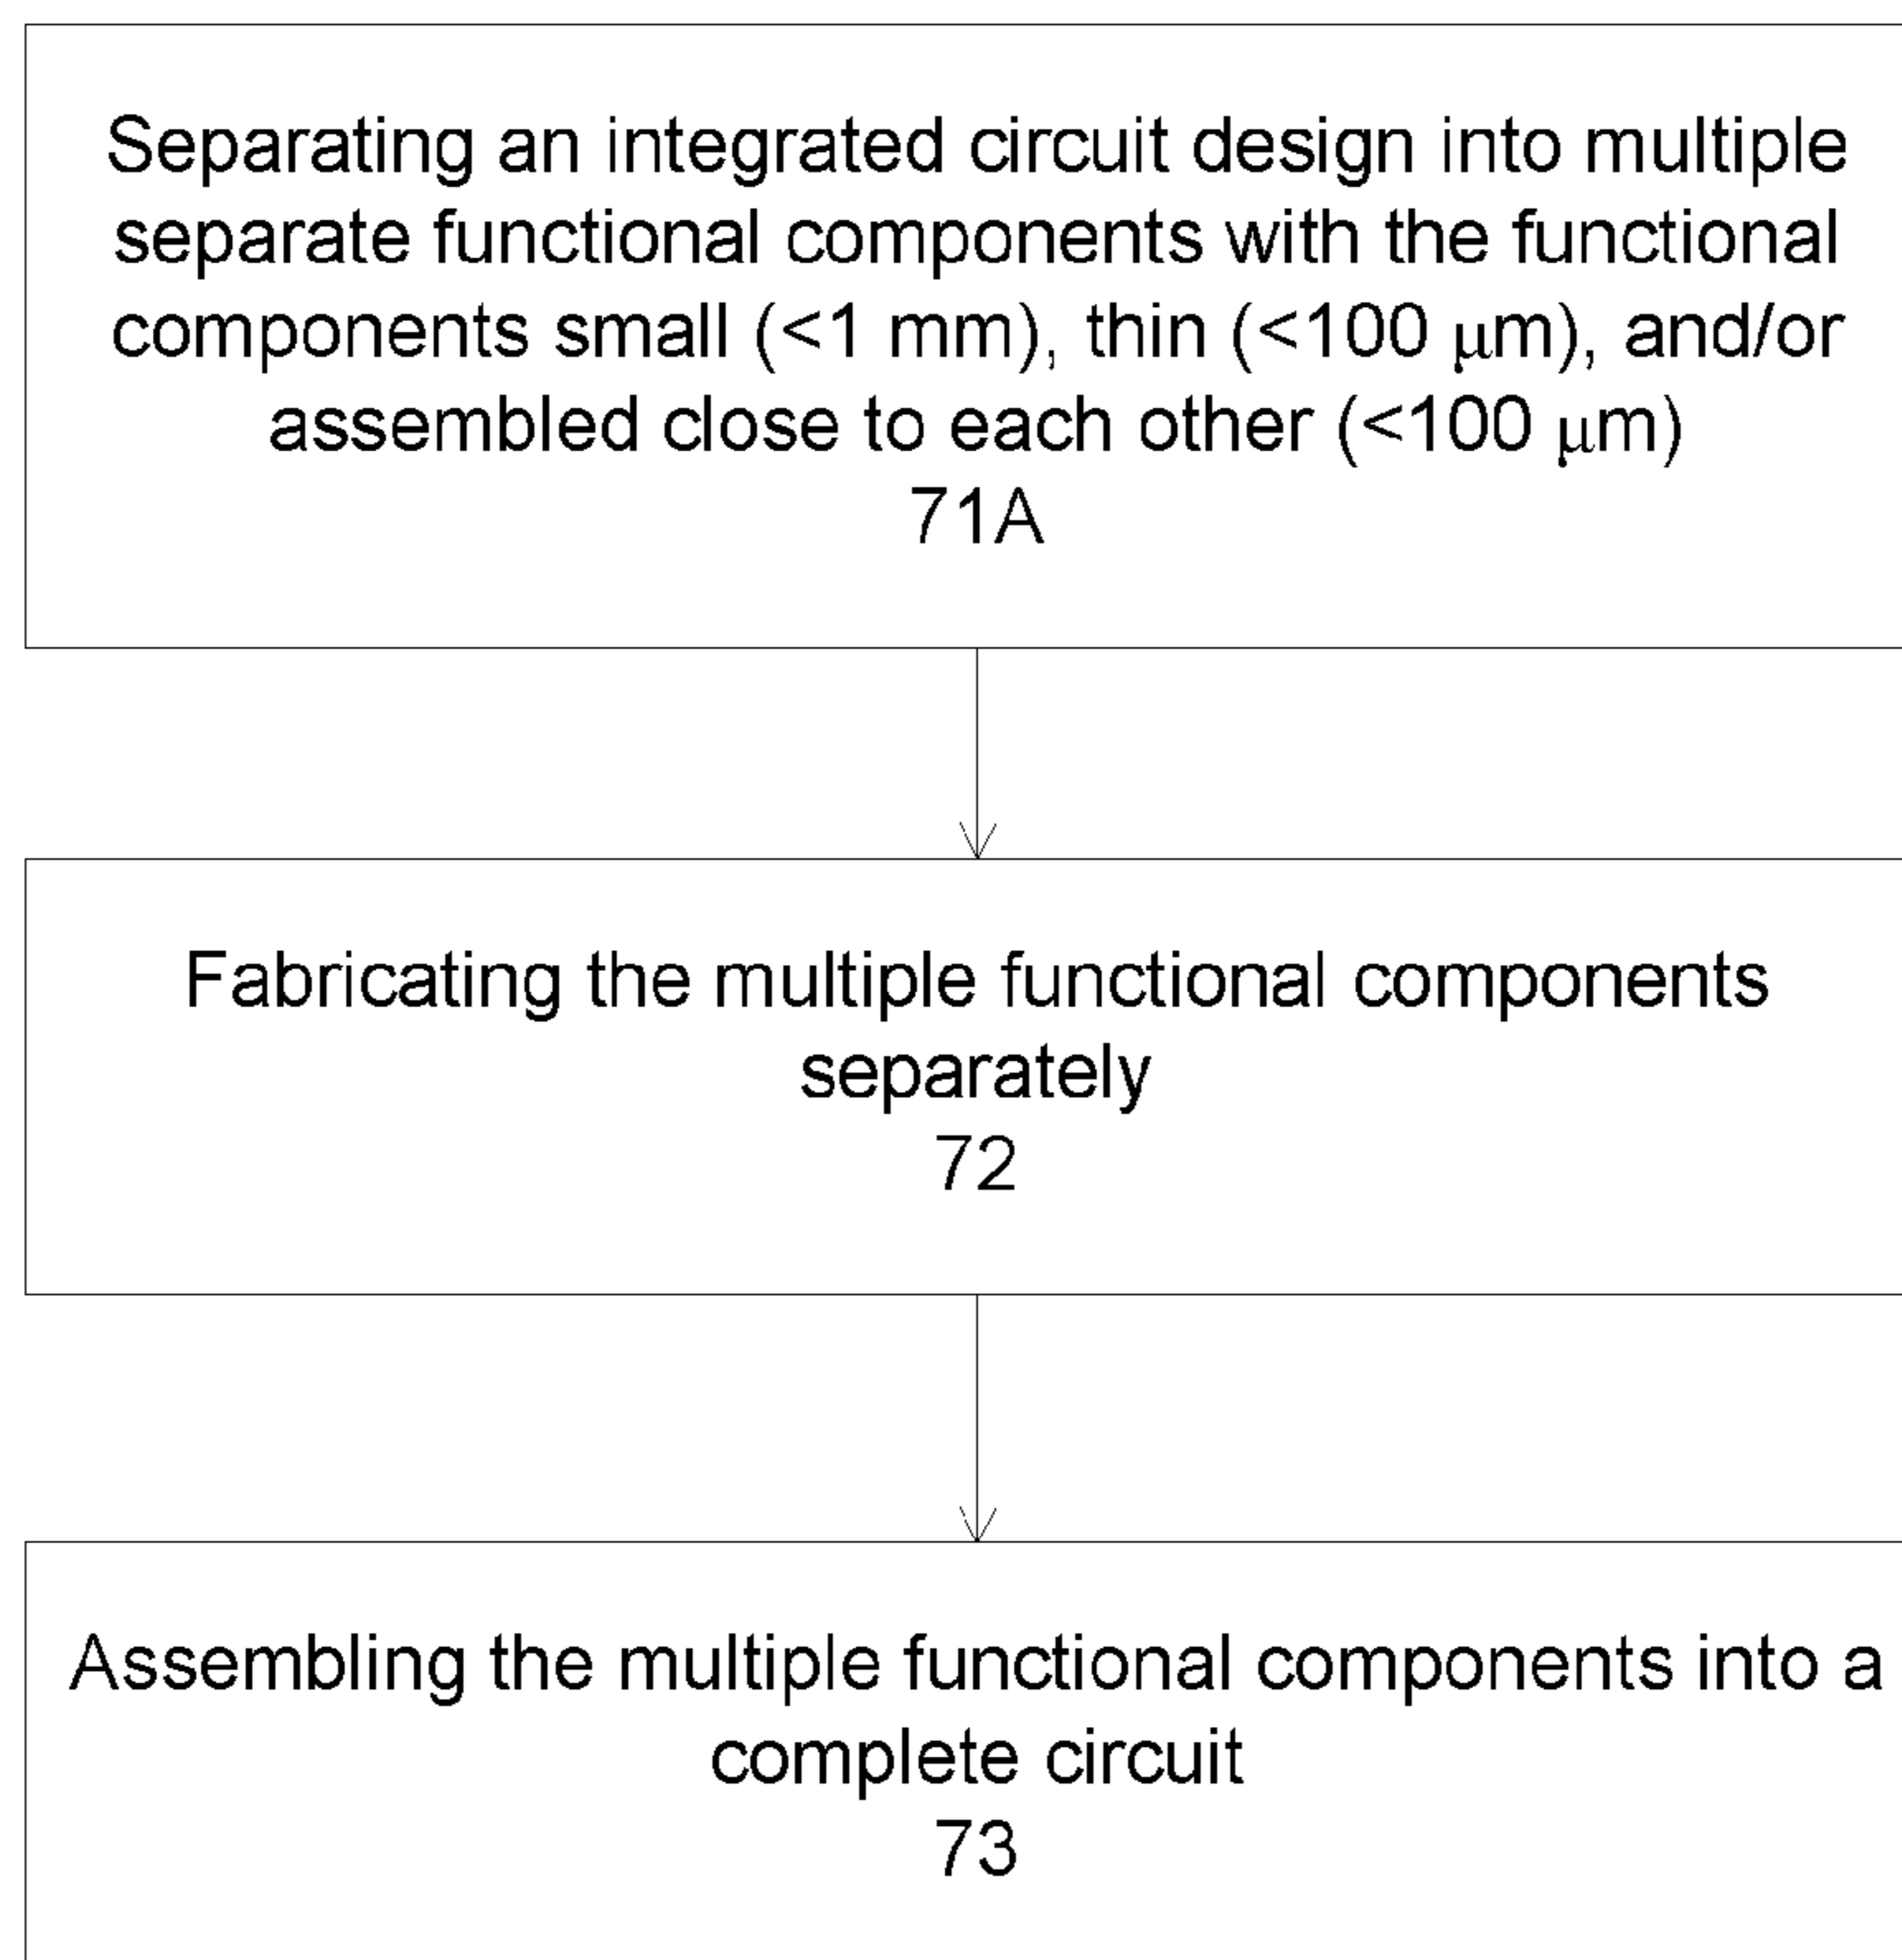 Separating an integrated circuit design into multiple
separate functional components with the functional
components small (<1 mm), thin (<100 μm), and/or
assembled close to each other (<100 μm)
71A
Fabricating the multiple functional components
separately
72
Assembling the multiple functional components into a
complete circuit
73